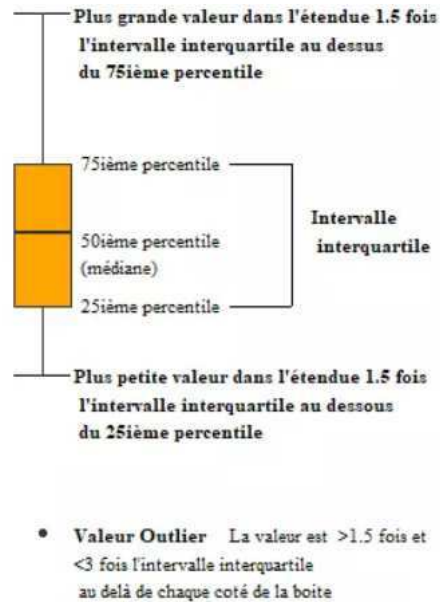 Plus grande valeur dans l'étendue 1.5 fois
l'intervalle interquartile au dessus
du 75ième percentile
75ième percentile
Intervalle
interquartile
50ième percentile
(médiane)
25ième percentile
Plus petite valeur dans l'étendue 1.5 fois
l'intervalle interquartile au dessous
du 25ième percentile
• Valeur Outlier La valeur est >1.5 fois et
<3 fois l'intervalle interquartile
au delà de chaque coté de la boite